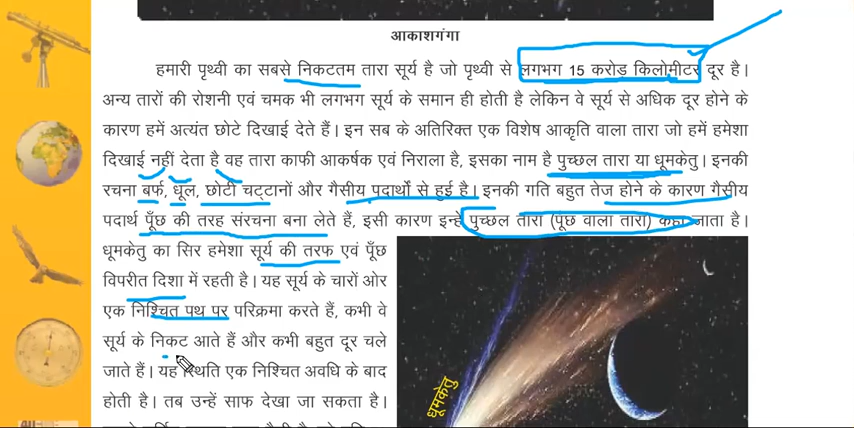 आकाशगंगा
हमारी पृथ्वी का सबसे निकटतम तारा सूर्य है जो पृथ्वी से लगभग 15 करोड़ किलोमीटर दूर है।
अन्य तारों की रोशनी एवं चमक भी लगभग सूर्य के समान ही होती है लेकिन वे सूर्य से अधिक दूर होने के
कारण हमें अत्यंत छोटे दिखाई देते हैं। इन सब के अतिरिक्त एक विशेष आकृति वाला तारा जो हमें हमेशा
दिखाई नहीं देता है वह तारा काफी आकर्षक एवं निराला है, इसका नाम है पुच्छल तारा या धूमकेतु। इनकी
रचना बर्फ, धूल, छोटी चट्टानों और गैसीय पदार्थों से हुई है। इनकी गति बहुत तेज होने के कारण गैसीय
पदार्थ पूँछ की तरह संरचना बना लेते हैं, इसी कारण इन्हें पुच्छल तारा (पूंछ वाला तारा) कहा जाता है।
धूमकेतु का सिर हमेशा सूर्य की तरफ एवं पूँछ
विपरीत दिशा में रहती है। यह सूर्य के चारों ओर
एक निश्चित पथ पर परिक्रमा करते हैं, कभी वे
सूर्य के निकट आते हैं और कभी बहुत दूर चले
जाते हैं। यह स्थिति एक निश्चित अवधि के बाद
होती है। तब उन्हें साफ देखा जा सकता है।
धूमकेतु